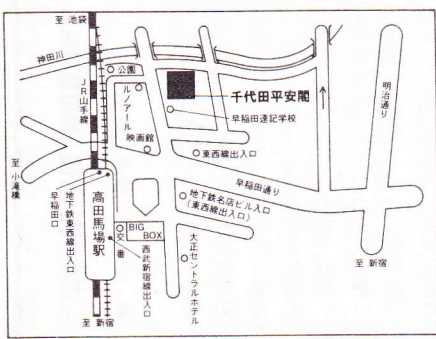 至 池袋
神田川
JR山手線
公園
ルノアール
映画館
千代田平安閣
早稲田速記学校
明治通り
東西線出入口
早稲田通り
至 小滝橋
早稲田口
地下鉄東西線出入口
高田馬場駅
地下鉄名店ビル入口
(東西線出入口)
交番
BIG
BOX
西武新宿線出入口
大正セントラルホテル
至 新宿
至 新宿